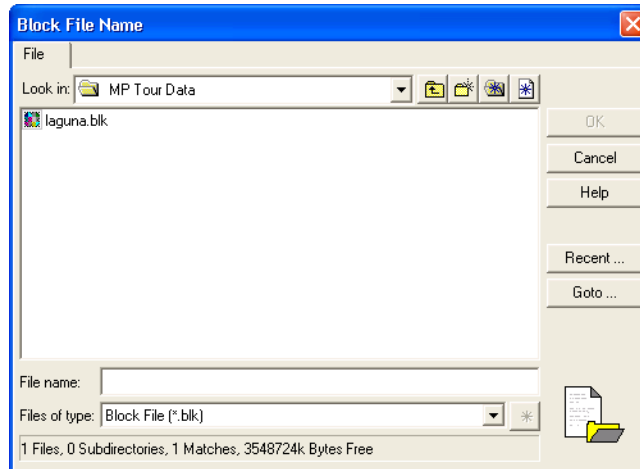 Block File Name
File
Look in: MP Tour Data
laguna.blk
OK
Cancel
Help
Recent ...
Goto ...
File name:
Files of type: Block File (*.blk)
1 Files, 0 Subdirectories, 1 Matches, 3548724k Bytes Free